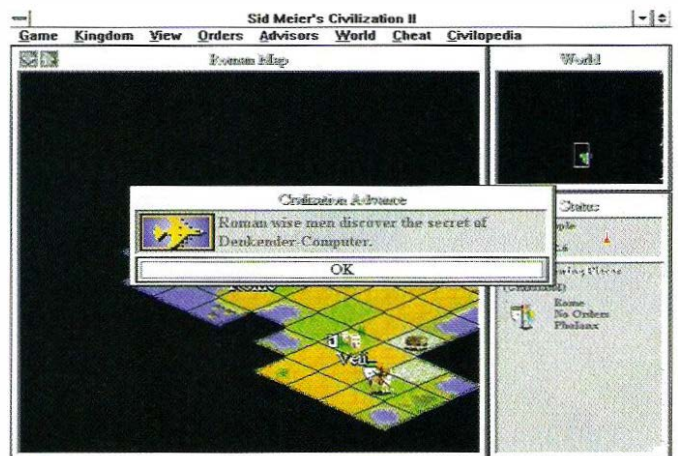 Sid Meier's Civilization II
Game Kingdom View Orders Advisors World Cheat Civilopedia
Roman Map
World
Civilization Advance
Roman wise men discover the secret of
Denkender-Computer.
OK
Status
Rome
Veii
Rome
No Orders
Phalanx